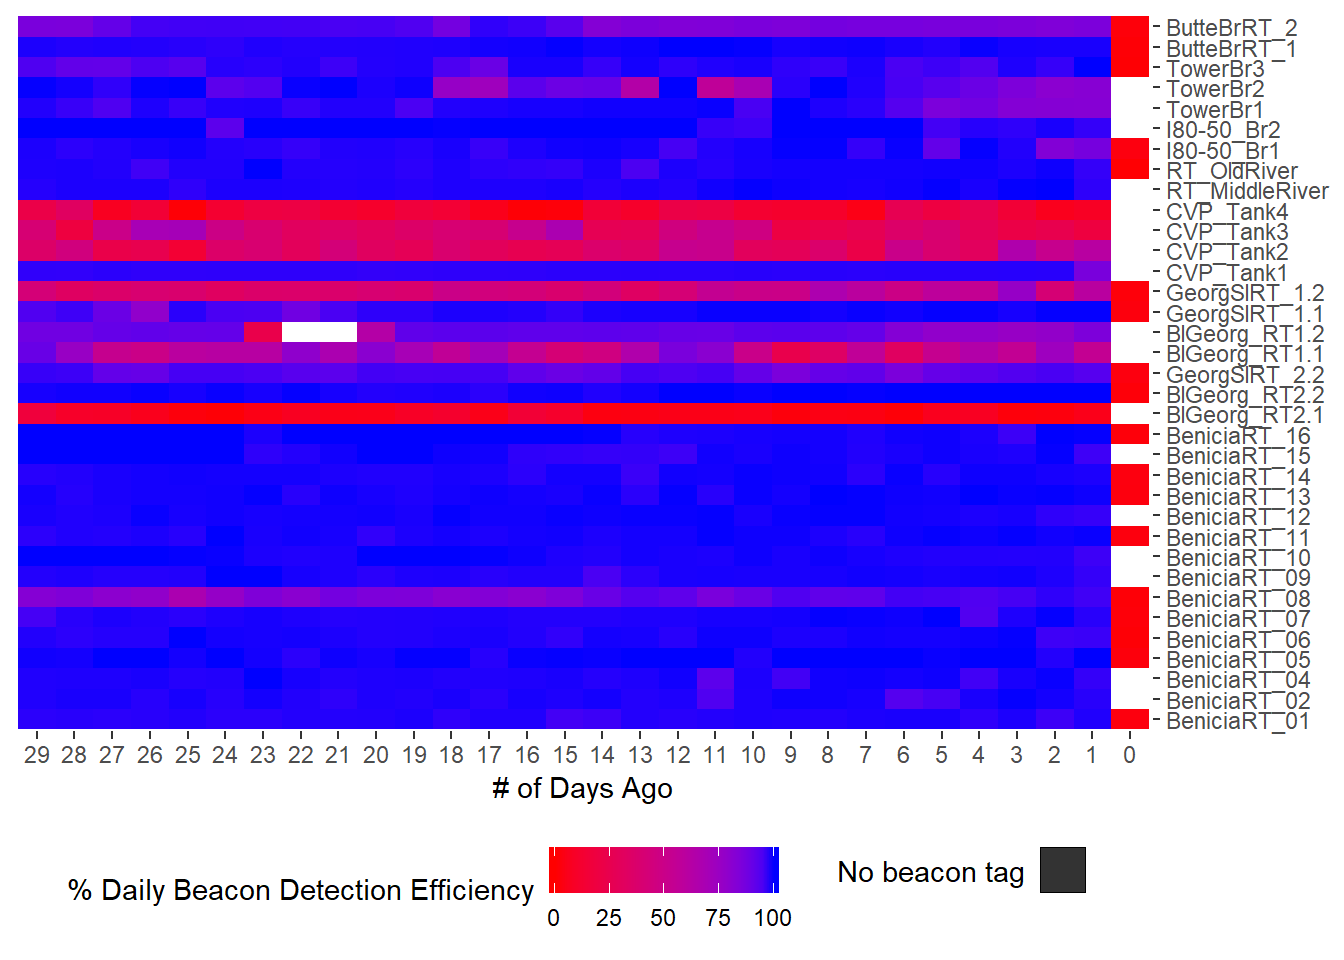 ButteBrRT_2
ButteBrRT_1
TowerBr3
TowerBr2
TowerBr1
I80-50_Br2
I80-50_Br1
RT_OldRiver
RT_MiddleRiver
CVP_Tank4
CVP_Tank3
CVP_Tank2
CVP_Tank1
GeorgSlRT_1.2
GeorgSlRT_1.1
BlGeorg_RT1.2
BlGeorg_RT1.1
GeorgSlRT_2.2
BlGeorg_RT2.2
BlGeorg_RT2.1
BeniciaRT_16
BeniciaRT_15
BeniciaRT_14
BeniciaRT_13
BeniciaRT_12
BeniciaRT_11
BeniciaRT_10
BeniciaRT_09
BeniciaRT_08
BeniciaRT_07
BeniciaRT_06
BeniciaRT_05
BeniciaRT_04
BeniciaRT_02
BeniciaRT_01
29 28 27 26 25 24 23 22 21 20 19 18 17 16 15 14 13 12 11 10 9 8 7 6 5 4 3 2 1 0
# of Days Ago
% Daily Beacon Detection Efficiency
0 25 50 75 100
No beacon tag